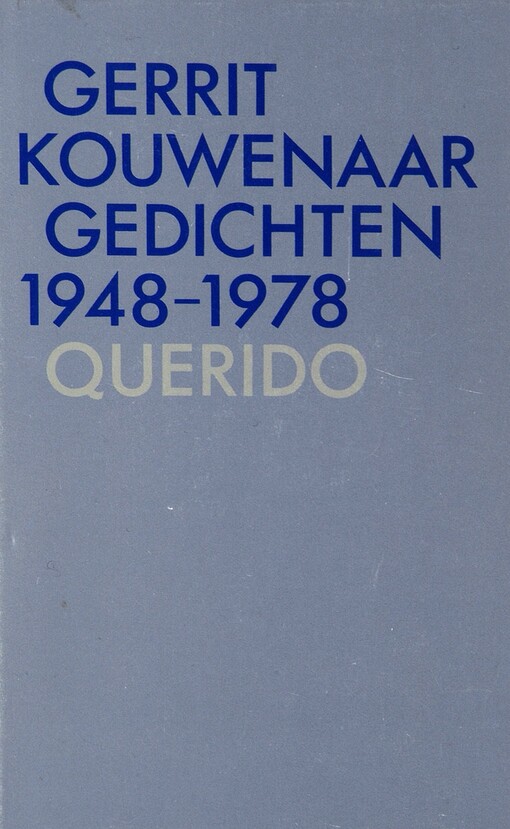 GERRIT
KOUWENAAR
GEDICHTEN
1948–1978
QUERIDO